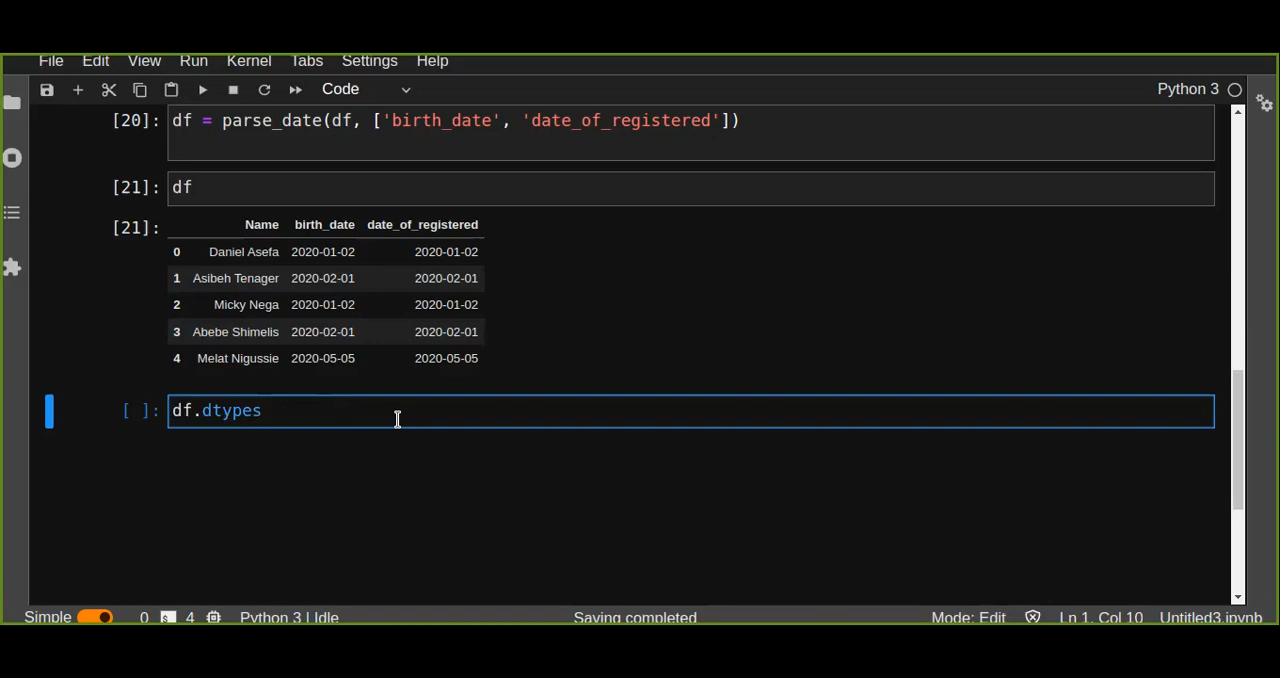 File Edit View Run Kernel Tabs Settings Help
Code Python 3
[20]: df = parse_date(df, ['birth_date', 'date_of_registered'])
[21]: df
[21]: Name birth_date date_of_registered
0 Daniel Asefa 2020-01-02 2020-01-02
1 Asibeh Tenager 2020-02-01 2020-02-01
2 Micky Nega 2020-01-02 2020-01-02
3 Abebe Shimelis 2020-02-01 2020-02-01
4 Melat Nigussie 2020-05-05 2020-05-05
[ ]: df.dtypes
Simple 0 $ 4 Python 3 | Idle Saving completed Mode: Edit Ln 1, Col 10 Untitled3.ipynb